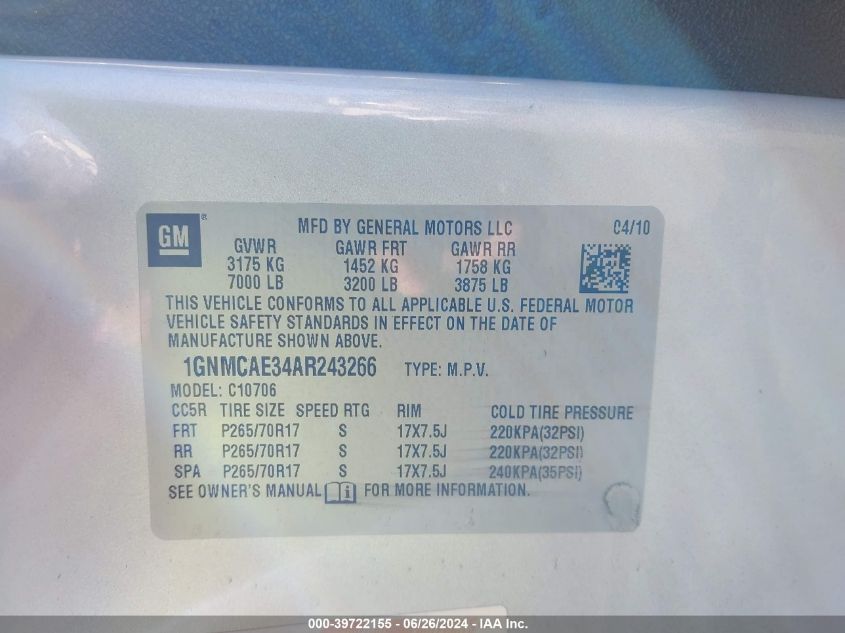 GM®
MFD BY GENERAL MOTORS LLC 04/10
GVWR GAWR FRT GAWR RR
3175 KG 1452 KG 1758 KG
7000 LB 3200 LB 3875 LB
THIS VEHICLE CONFORMS TO ALL APPLICABLE U.S. FEDERAL MOTOR
VEHICLE SAFETY STANDARDS IN EFFECT ON THE DATE OF
MANUFACTURE SHOWN ABOVE.
1GNMCAE34AR243266 TYPE: M.P.V.
MODEL: C10706
CC5R TIRE SIZE SPEED RTG RIM COLD TIRE PRESSURE
FRT P265/70R17 S 17X7.5J 220KPA(32PSI)
RR P265/70R17 S 17X7.5J 220KPA(32PSI)
SPA P265/70R17 S 17X7.5J 240KPA(35PSI)
SEE OWNER'S MANUAL FOR MORE INFORMATION.
000-39722155 - 06/26/2024 - IAA Inc.